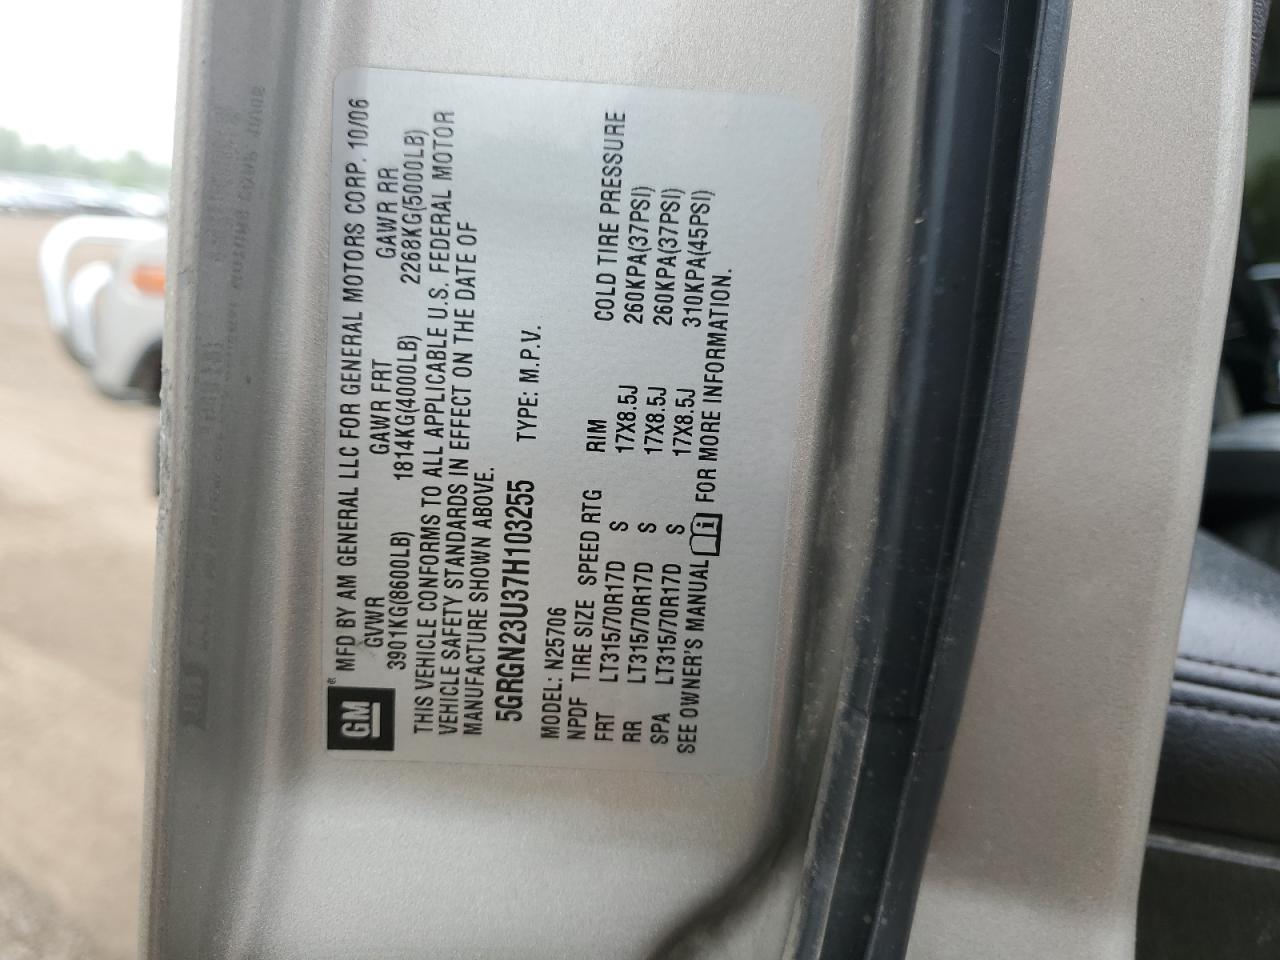 GM ® MFD BY AM GENERAL LLC FOR GENERAL MOTORS CORP. 10/06
GVWR GAWR FRT GAWR RR
3901KG(8600LB) 1814KG(4000LB) 2268KG(5000LB)
THIS VEHICLE CONFORMS TO ALL APPLICABLE U.S. FEDERAL MOTOR
VEHICLE SAFETY STANDARDS IN EFFECT ON THE DATE OF
MANUFACTURE SHOWN ABOVE.
5GRGN23U37H103255 TYPE: M.P.V.
MODEL: N25706
NPDF TIRE SIZE SPEED RTG RIM COLD TIRE PRESSURE
FRT LT315/70R17D S 17X8.5J 260KPA(37PSI)
RR LT315/70R17D S 17X8.5J 260KPA(37PSI)
SPA LT315/70R17D S 17X8.5J 310KPA(45PSI)
SEE OWNER'S MANUAL i FOR MORE INFORMATION.